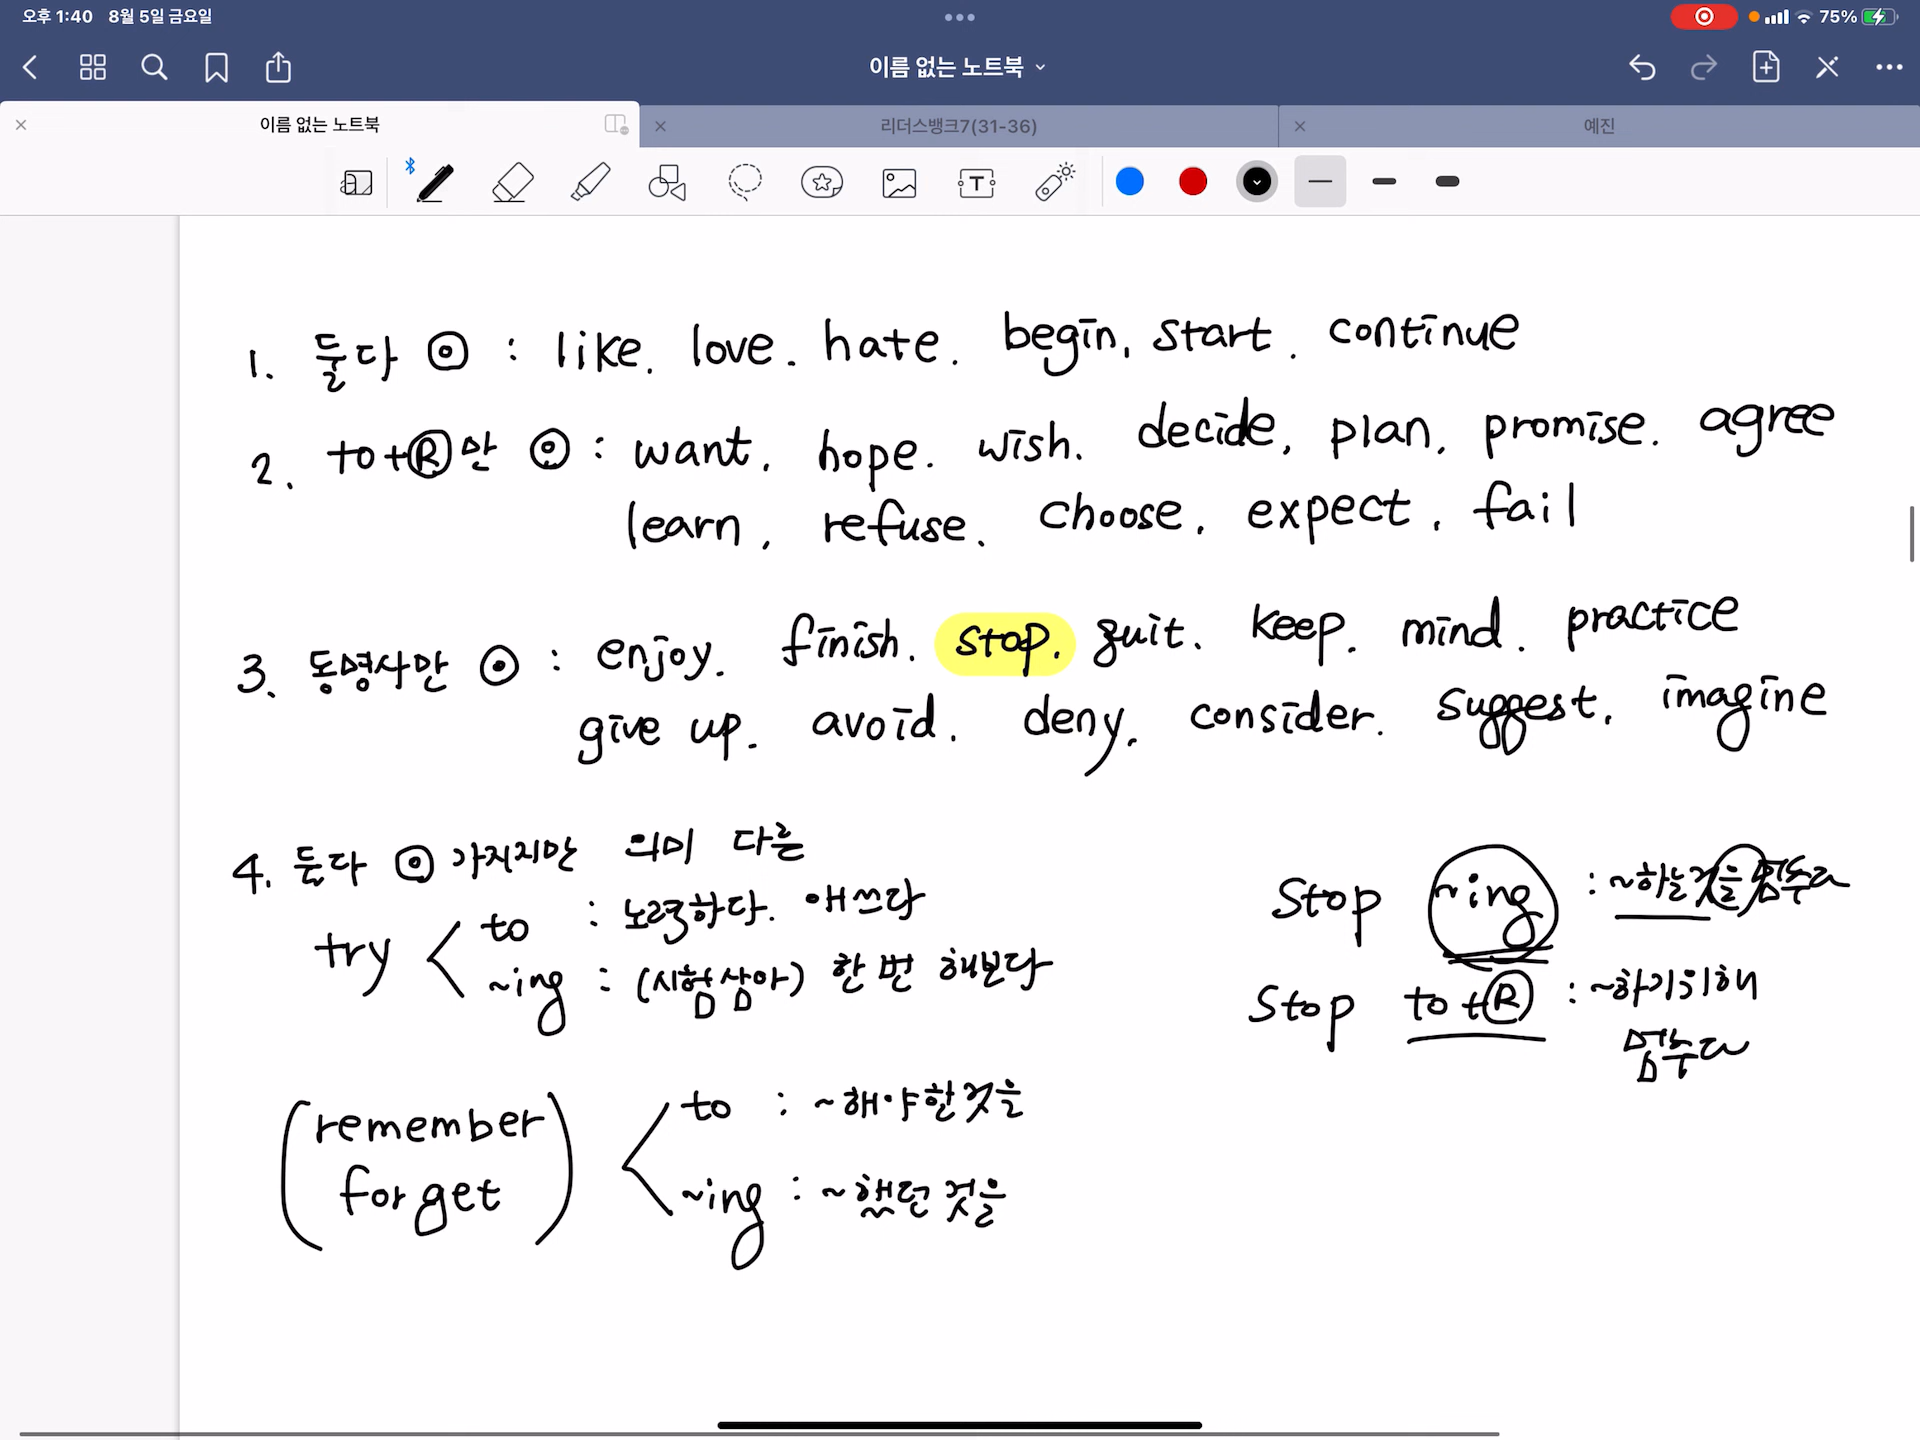 오후 1:40 8월 5일 금요일
75%
이름 없는 노트북
이름 없는 노트북
리더스뱅크7(31-36)
예진
1. 둘다 ⊙ : like. love. hate. begin, start. continue
2. to+Ⓡ만 ⊙ : want. hope. wish. decide, plan, promise. agree
learn, refuse. choose, expect, fail
3. 동명사만 ⊙ : enjoy. finish. stop. quit. keep. mind. practice
give up. avoid. deny. consider. suggest. imagine
4. 둘다 ⊙ 가지지만 의미 다름
try < to : 노력하다. 애쓰다
~ing : (시험삼아) 한 번 해보다
Stop ~ing : ~하는것을 멈추다
Stop to+Ⓡ : ~하기위해
멈추다
(remember
forget) < to : ~해야한것을
~ing : ~했던 것을